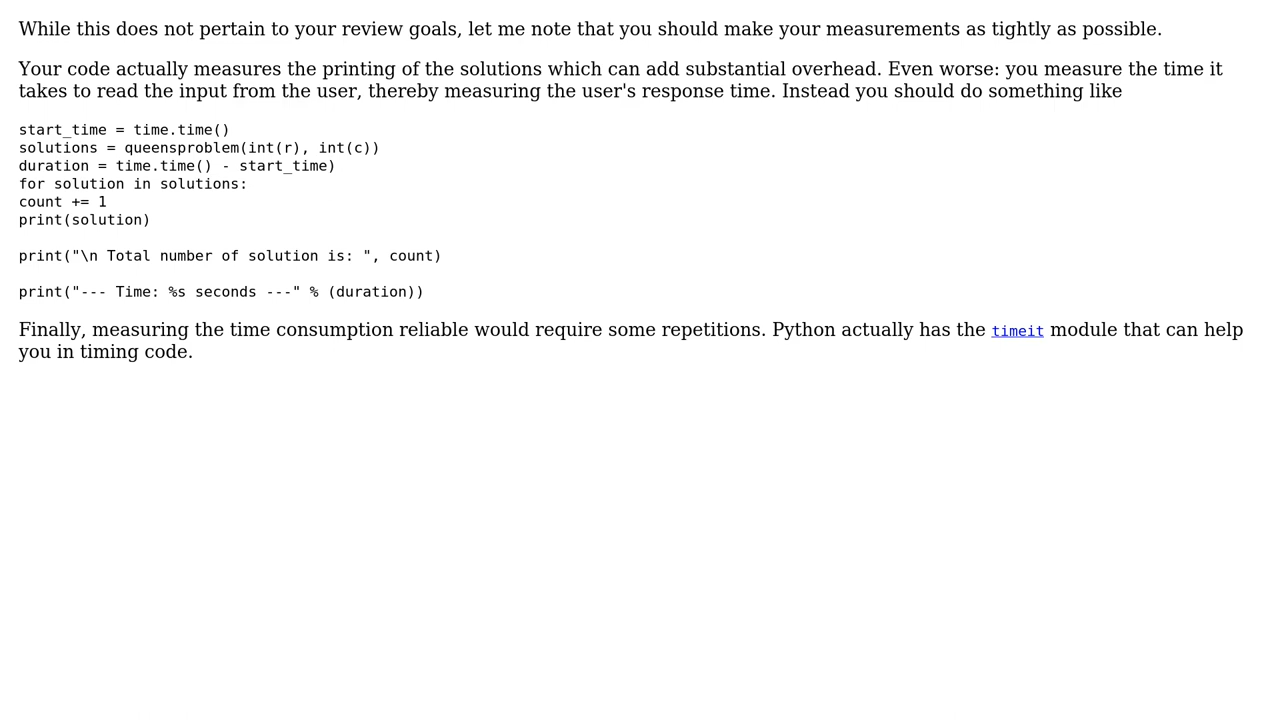 While this does not pertain to your review goals, let me note that you should make your measurements as tightly as possible.
Your code actually measures the printing of the solutions which can add substantial overhead. Even worse: you measure the time it
takes to read the input from the user, thereby measuring the user's response time. Instead you should do something like
start_time = time.time()
solutions = queensproblem(int(r), int(c))
duration = time.time() - start_time)
for solution in solutions:
count += 1
print(solution)
print("\n Total number of solution is: ", count)
print("--- Time: %s seconds ---" % (duration))
Finally, measuring the time consumption reliable would require some repetitions. Python actually has the timeit module that can help
you in timing code.